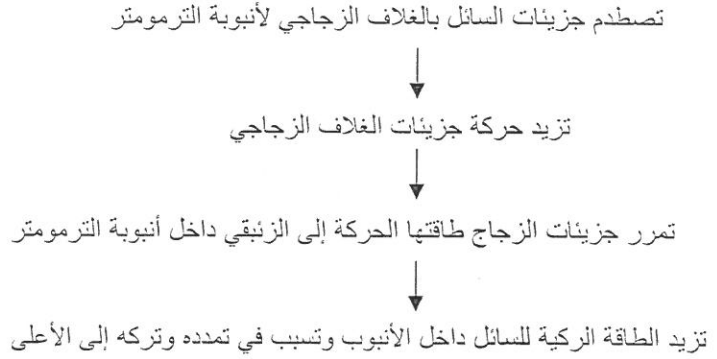 تصطدم جزيئات السائل بالغلاف الزجاجي لأنبوبة الترمومتر
تزيد حركة جزيئات الغلاف الزجاجي
تمرر جزيئات الزجاج طاقتها الحركة إلى الزئبقي داخل أنبوبة الترمومتر
تزيد الطاقة الركية للسائل داخل الأنبوب وتسبب في تمدده وتركه إلى الأعلى